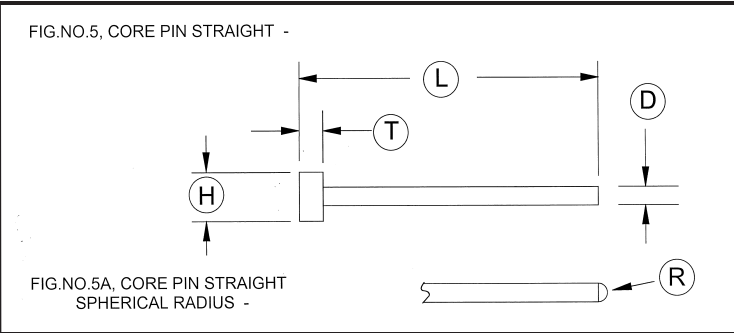 FIG.NO.5, CORE PIN STRAIGHT -
L
D
T
H
FIG.NO.5A, CORE PIN STRAIGHT
SPHERICAL RADIUS -
R